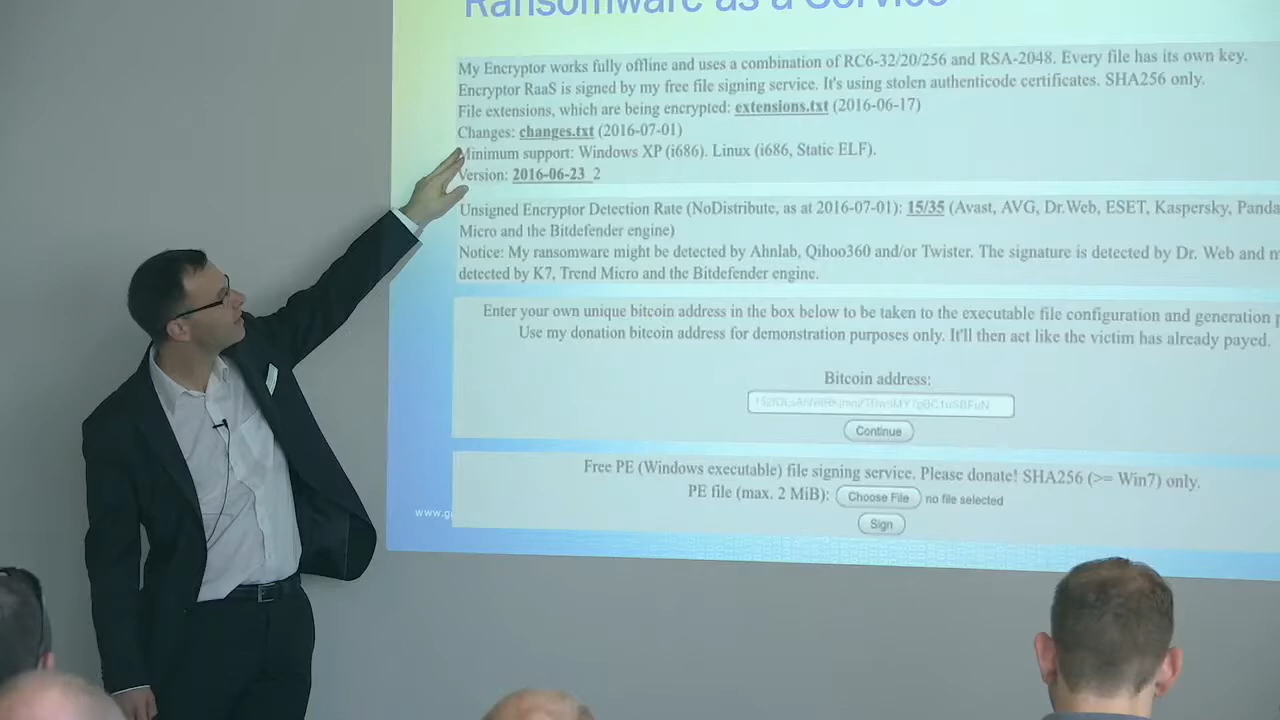 Ransomware as a Service
My Encryptor works fully offline and uses a combination of RC6-32/20/256 and RSA-2048. Every file has its own key.
Encryptor RaaS is signed by my free file signing service. It's using stolen authenticode certificates. SHA256 only.
File extensions, which are being encrypted: extensions.txt (2016-06-17)
Changes: changes.txt (2016-07-01)
Minimum support: Windows XP (i686). Linux (i686, Static ELF).
Version: 2016-06-23_2
Unsigned Encryptor Detection Rate (NoDistribute, as at 2016-07-01): 15/35 (Avast, AVG, Dr.Web, ESET, Kaspersky, Panda
Micro and the Bitdefender engine)
Notice: My ransomware might be detected by Ahnlab, Qihoo360 and/or Twister. The signature is detected by Dr. Web and
detected by K7, Trend Micro and the Bitdefender engine.
Enter your own unique bitcoin address in the box below to be taken to the executable file configuration and generation
Use my donation bitcoin address for demonstration purposes only. It'll then act like the victim has already payed.
Bitcoin address:
Continue
Free PE (Windows executable) file signing service. Please donate! SHA256 (>= Win7) only.
PE file (max. 2 MiB): Choose File no file selected
Sign
www.g